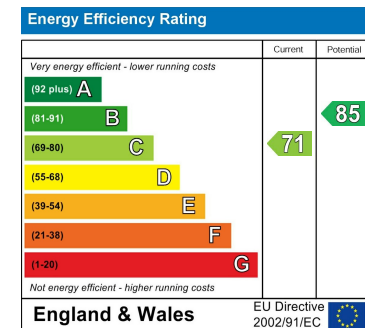 Energy Efficiency Rating
Current Potential
Very energy efficient - lower running costs
(92 plus) A
(81-91) B
85
(69-80) C
71
(55-68) D
(39-54) E
(21-38) F
(1-20) G
Not energy efficient - higher running costs
England & Wales
EU Directive
2002/91/EC